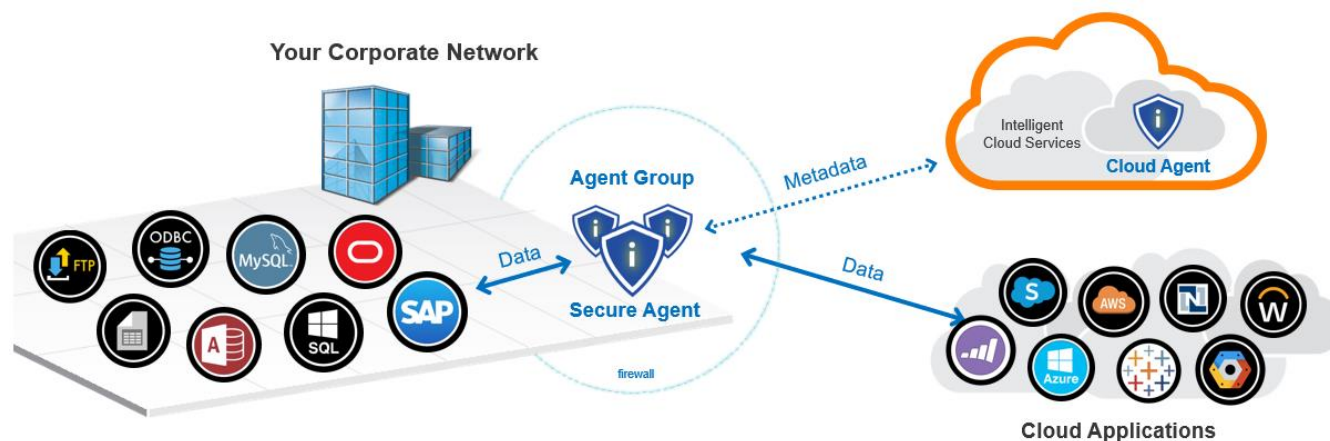 Your Corporate Network
FTP
ODBC
MySQL
SAP
A
SQL
Data
Agent Group
i
i
i
Secure Agent
firewall
Metadata
Data
Intelligent
Cloud Services
i
Cloud Agent
S
AWS
N
W
Azure
Cloud Applications